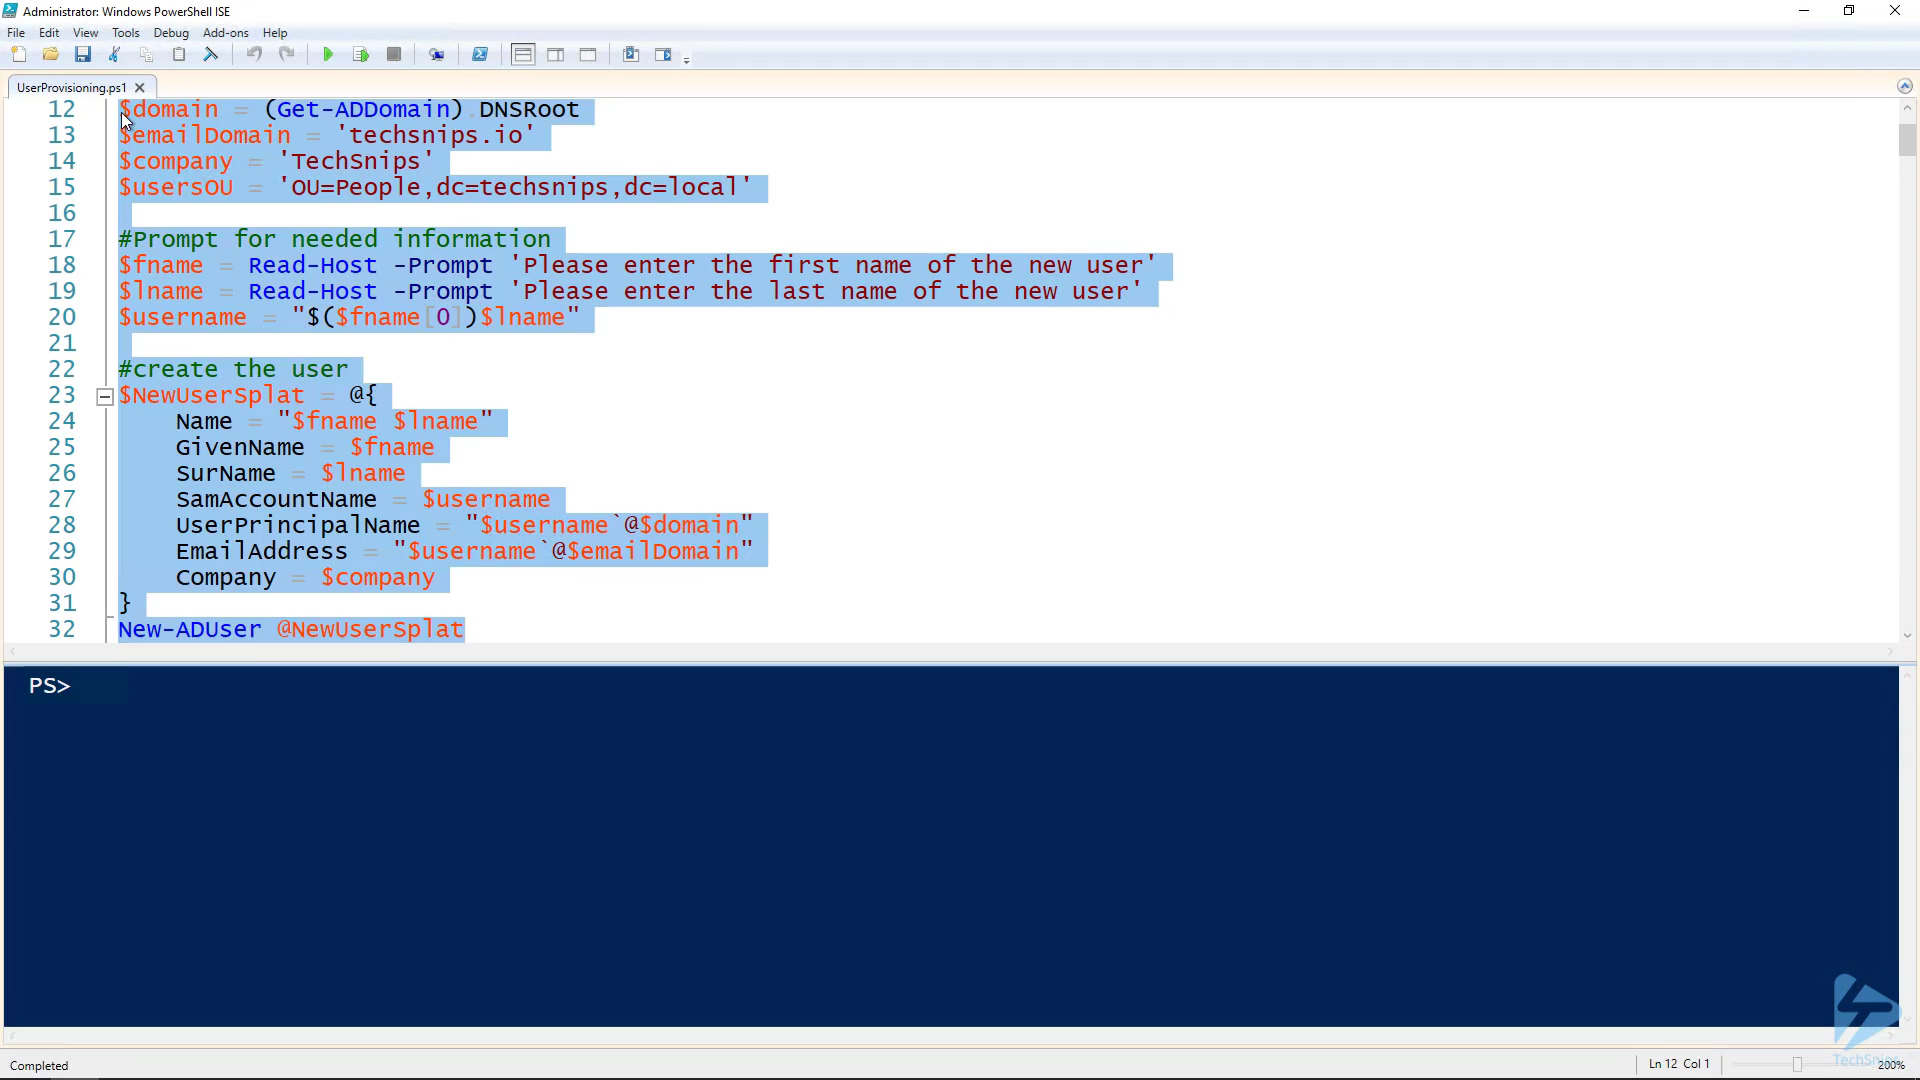 Administrator: Windows PowerShell ISE
File Edit View Tools Debug Add-ons Help
UserProvisioning.ps1
12 $domain = (Get-ADDomain).DNSRoot
13 $emailDomain = 'techsnips.io'
14 $company = 'TechSnips'
15 $usersOU = 'OU=People,dc=techsnips,dc=local'
16
17 #Prompt for needed information
18 $fname = Read-Host -Prompt 'Please enter the first name of the new user'
19 $lname = Read-Host -Prompt 'Please enter the last name of the new user'
20 $username = "$($fname[0])$lname"
21
22 #create the user
23 $NewUserSplat = @{
24 Name = "$fname $lname"
25 GivenName = $fname
26 SurName = $lname
27 SamAccountName = $username
28 UserPrincipalName = "$username`@$domain"
29 EmailAddress = "$username`@$emailDomain"
30 Company = $company
31 }
32 New-ADUser @NewUserSplat
PS>
TechSnips
Completed
Ln 12 Col 1
200%